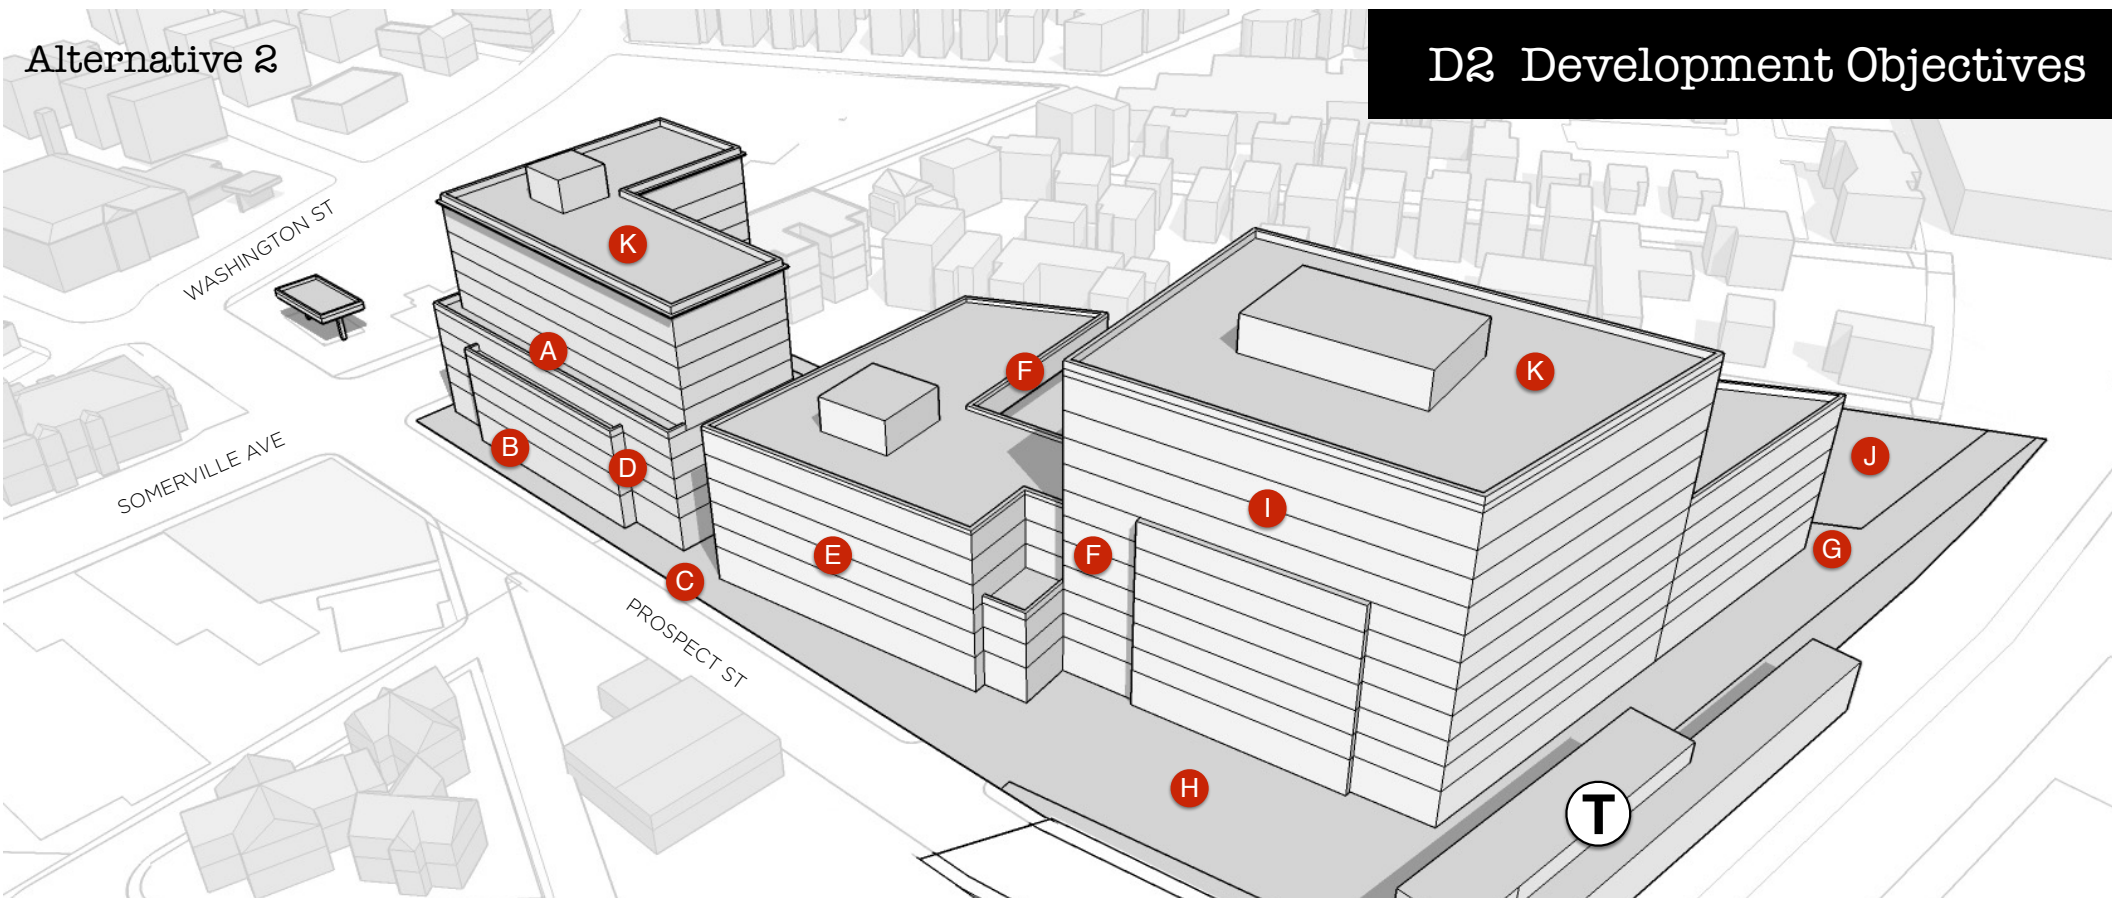 Alternative 2
D2 Development Objectives
WASHINGTON ST
K
A
F
K
SOMERVILLE AVE
B
D
J
I
E
F
G
C
PROSPECT ST
H
T